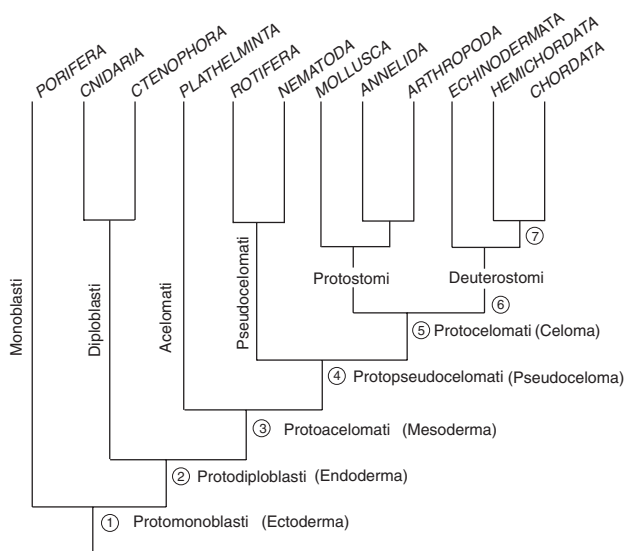 PORIFERA
CNIDARIA
CTENOPHORA
PLATHELMINTA
ROTIFERA
NEMATODA
MOLLUSCA
ANNELIDA
ARTHROPODA
ECHINODERMATA
HEMICHORDATA
CHORDATA
Monoblasti
Diploblasti
Acelomati
Pseudocelomati
Protostomi
Deuterostomi
7
6
5 Protocelomati (Celoma)
4 Protopseudocelomati (Pseudoceloma)
3 Protoacelomati (Mesoderma)
2 Protodiploblasti (Endoderma)
1 Protomonoblasti (Ectoderma)